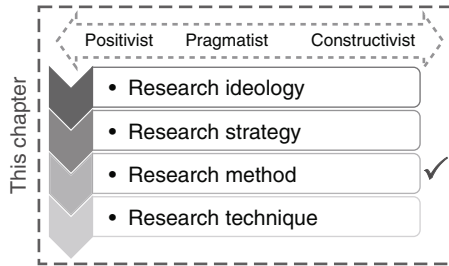 Positivist Pragmatist Constructivist
• Research ideology
• Research strategy
• Research method
• Research technique
This chapter